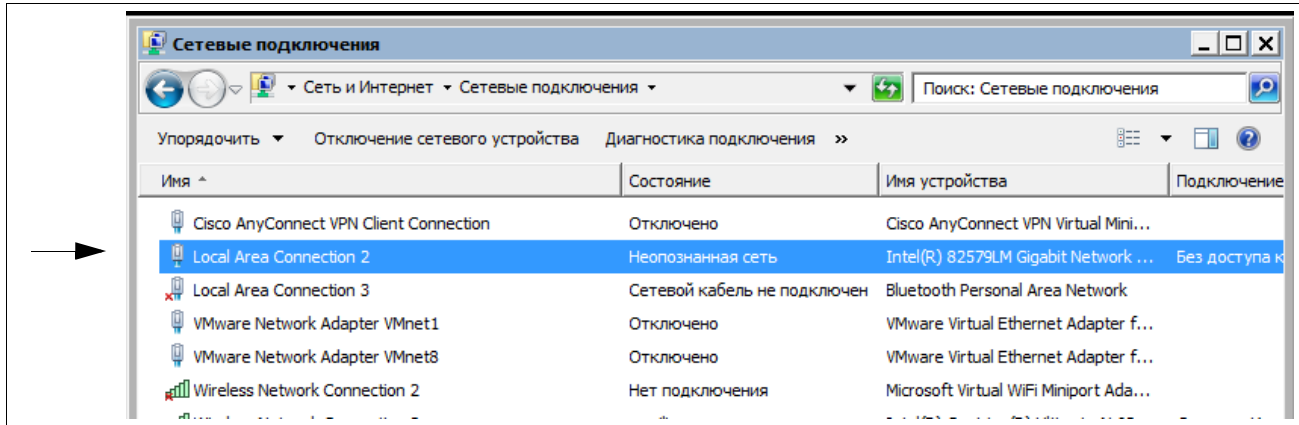 Сетевые подключения
Сеть и Интернет Сетевые подключения Поиск: Сетевые подключения
Упорядочить Отключение сетевого устройства Диагностика подключения »
Имя Состояние Имя устройства Подключение
Cisco AnyConnect VPN Client Connection Отключено Cisco AnyConnect VPN Virtual Mini...
Local Area Connection 2 Неопознанная сеть Intel(R) 82579LM Gigabit Network ... Без доступа к
Local Area Connection 3 Сетевой кабель не подключен Bluetooth Personal Area Network
VMware Network Adapter VMnet1 Отключено VMware Virtual Ethernet Adapter f...
VMware Network Adapter VMnet8 Отключено VMware Virtual Ethernet Adapter f...
Wireless Network Connection 2 Нет подключения Microsoft Virtual WiFi Miniport Ada...